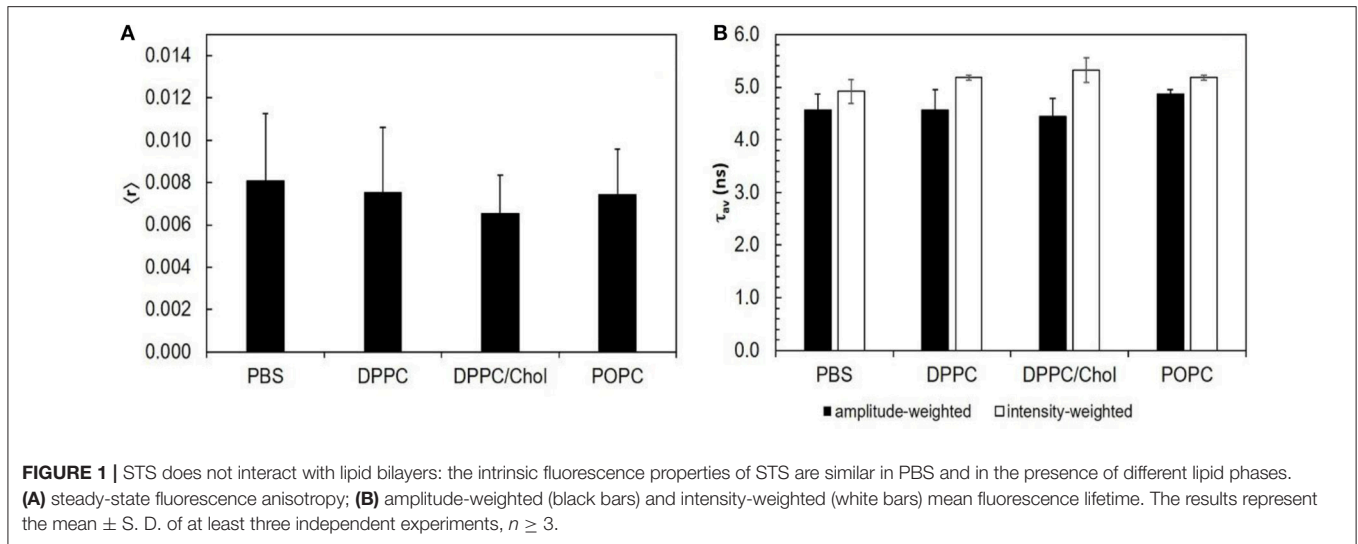 A
0.014
0.012
0.010
0.008
0.006
0.004
0.002
0.000
⟨r⟩
PBS DPPC DPPC/Chol POPC
B
6.0
5.0
4.0
3.0
2.0
1.0
0.0
τav (ns)
PBS DPPC DPPC/Chol POPC
amplitude-weighted intensity-weighted
FIGURE 1 | STS does not interact with lipid bilayers: the intrinsic fluorescence properties of STS are similar in PBS and in the presence of different lipid phases.
(A) steady-state fluorescence anisotropy; (B) amplitude-weighted (black bars) and intensity-weighted (white bars) mean fluorescence lifetime. The results represent
the mean ± S. D. of at least three independent experiments, n ≥ 3.